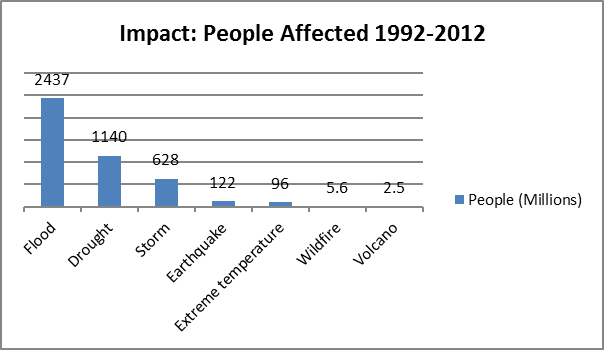 Impact: People Affected 1992-2012
2437
1140
628
122
96
5.6
2.5
People (Millions)
Flood
Drought
Storm
Earthquake
Extreme temperature
Wildfire
Volcano